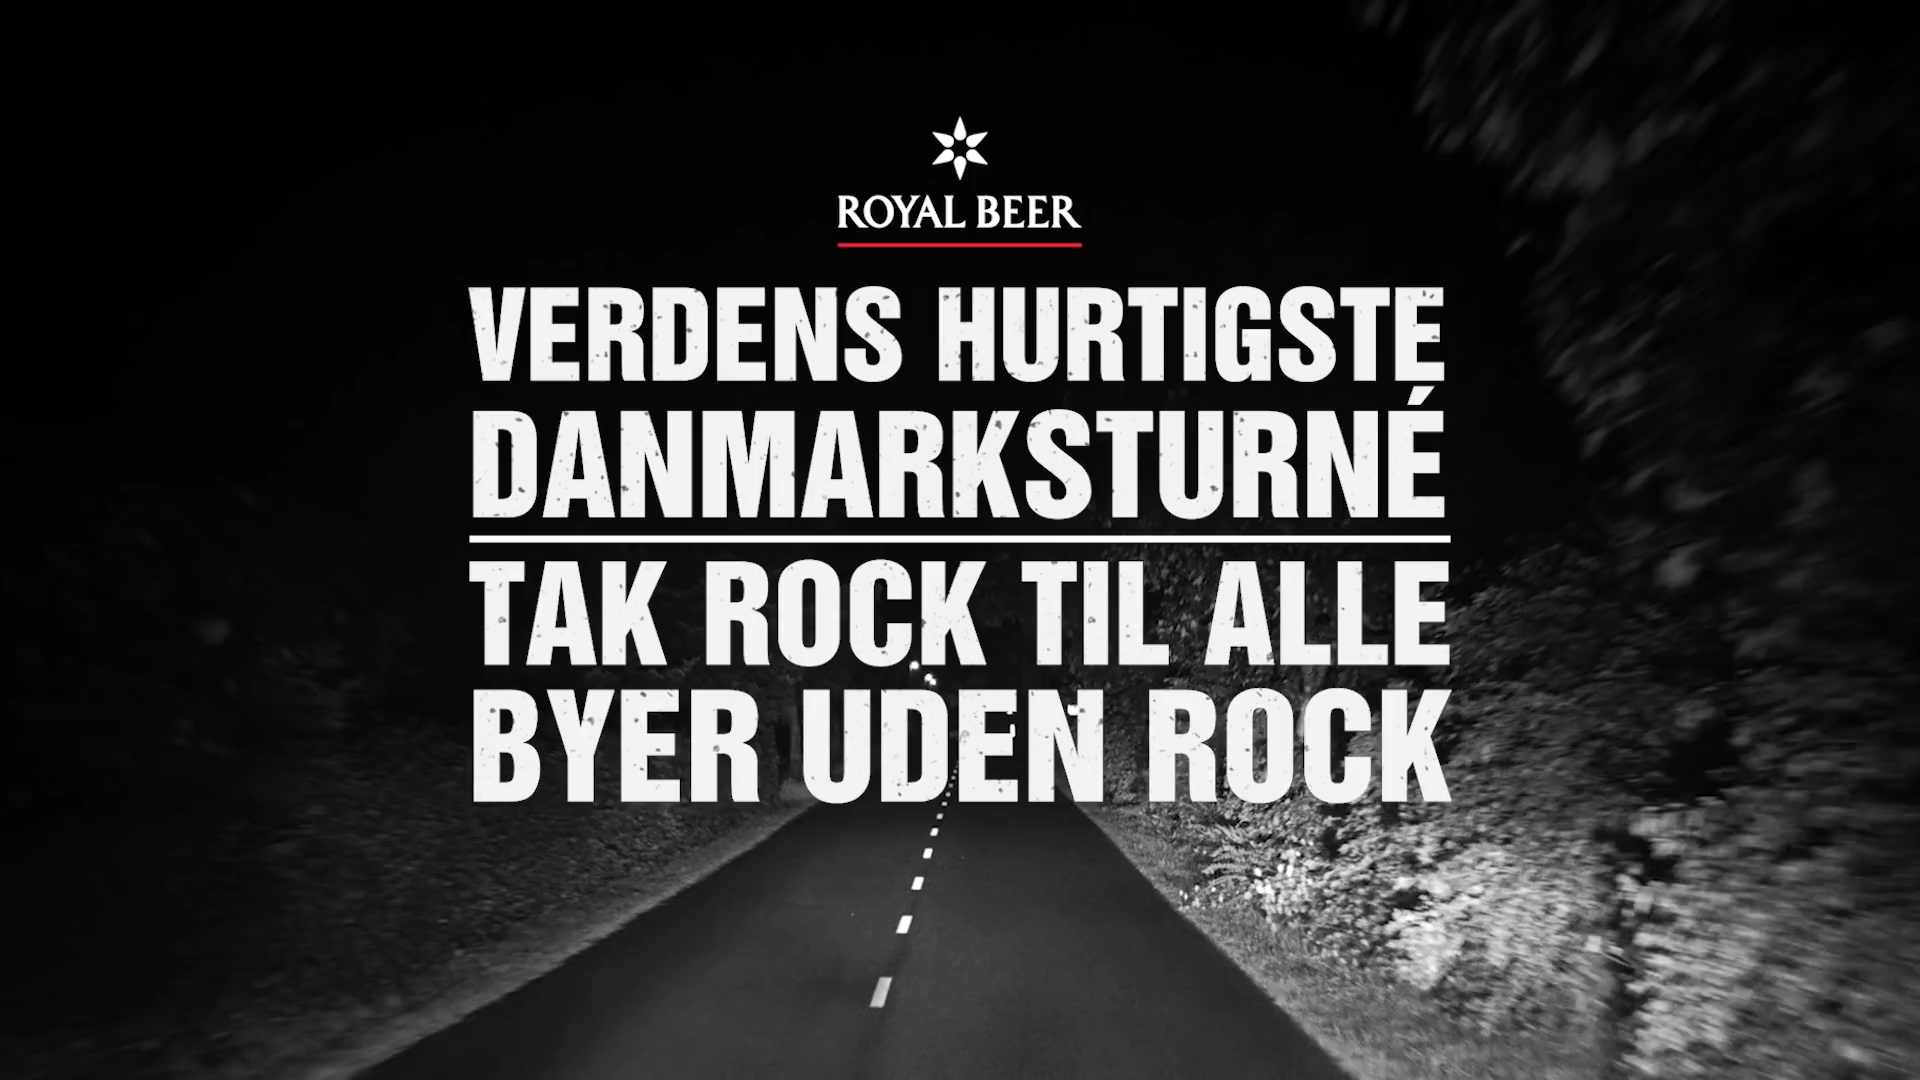 ROYAL BEER
VERDENS HURTIGSTE
DANMARKSTURNÉ
TAK ROCK TIL ALLE
BYER UDEN ROCK